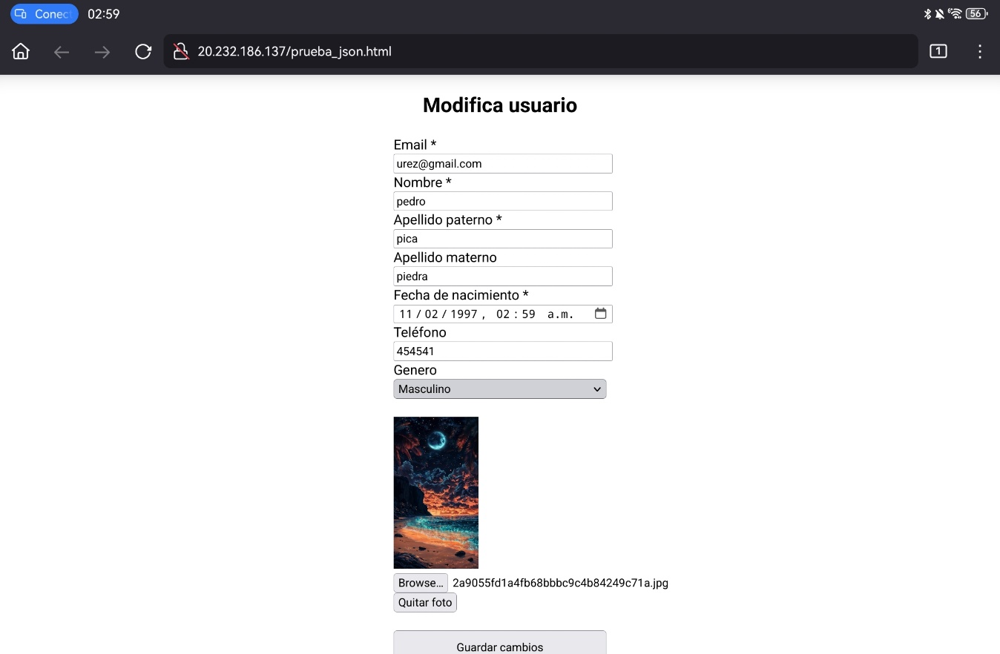 Conec 02:59 56
20.232.186.137/prueba_json.html 1
Modifica usuario
Email *
urez@gmail.com
Nombre *
pedro
Apellido paterno *
pica
Apellido materno
piedra
Fecha de nacimiento *
11/02/1997, 02:59 a.m.
Teléfono
454541
Genero
Masculino
Browse... 2a9055fd1a4fb68bbbc9c4b84249c71a.jpg
Quitar foto
Guardar cambios